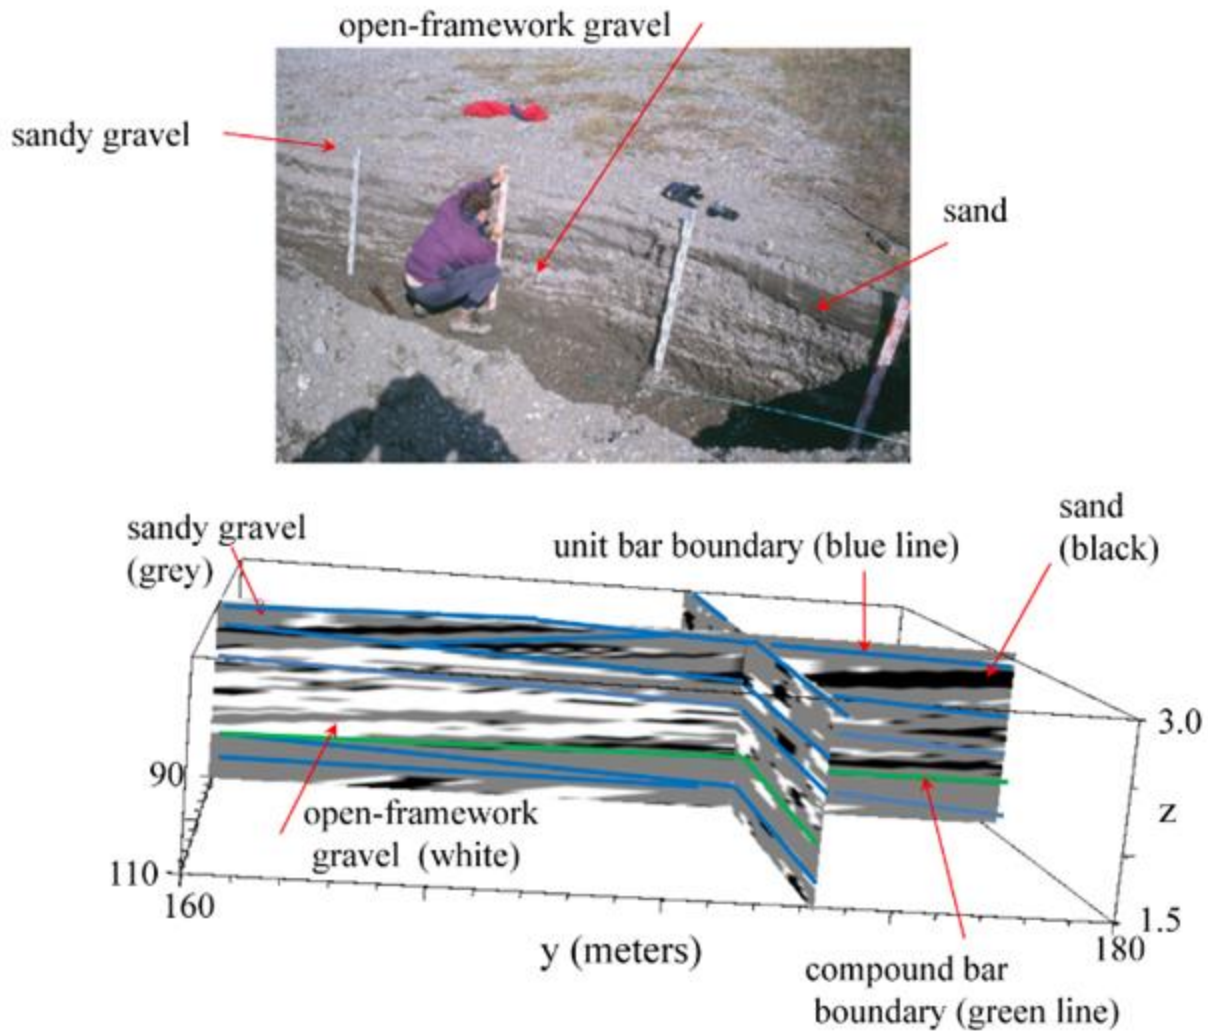 open-framework gravel
sandy gravel
sand
sandy gravel
(grey)
unit bar boundary (blue line)
sand
(black)
3.0
90
z
open-framework
gravel (white)
110
160
1.5
180
y (meters)
compound bar
boundary (green line)